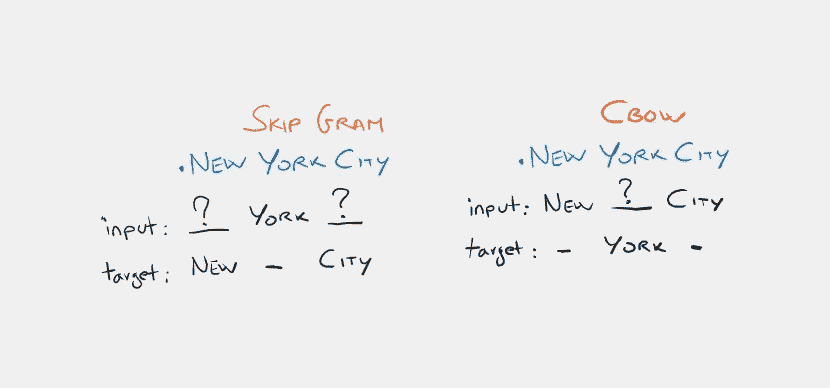 SKIP GRAM
.NEW YORK CITY
input: ? YORK ?
target: NEW - CITY
CBOW
.NEW YORK CITY
input: NEW ? CITY
target: - YORK -